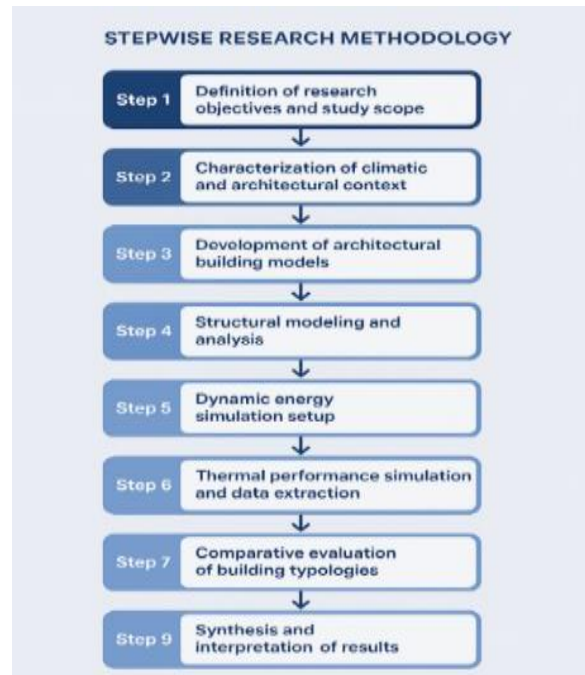 STEPWISE RESEARCH METHODOLOGY
Step 1
Definition of research
objectives and study scope
Step 2
Characterization of climatic
and architectural context
Step 3
Development of architectural
building models
Step 4
Structural modeling and
analysis
Step 5
Dynamic energy
simulation setup
Step 6
Thermal performance simulation
and data extraction
Step 7
Comparative evaluation
of building typologies
Step 9
Synthesis and
interpretation of results